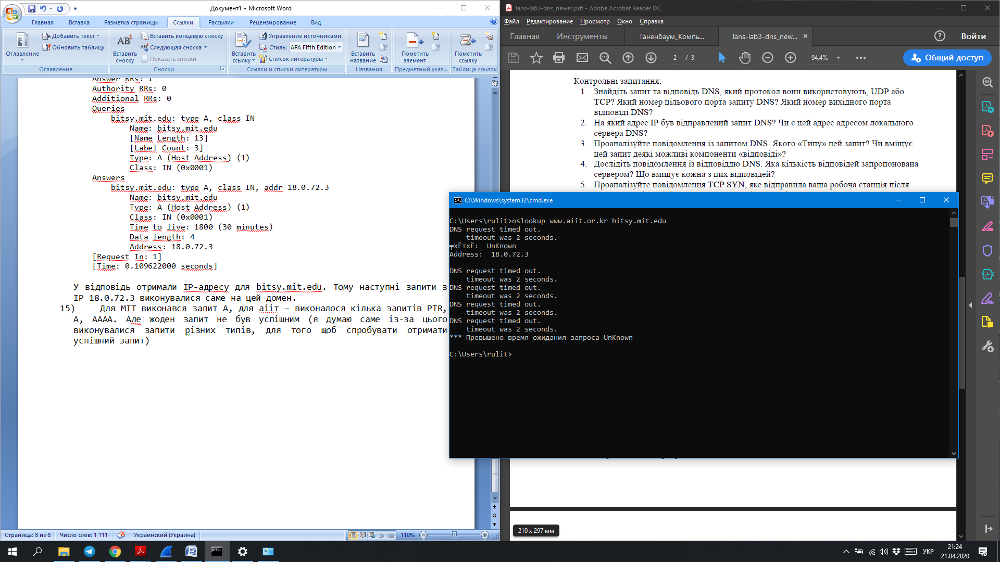 Документ1 - Microsoft Word
Главная Вставка Разметка страницы Ссылки Рассылки Рецензирование Вид
Оглавление
Добавить текст
Обновить таблицу
Оглавление
AB¹
Вставить сноску
Вставить концевую сноску
Следующая сноска
Показать сноски
Сноски
Вставить ссылку
Управление источниками
Стиль: APA Fifth Edition
Список литературы
Ссылки и списки литературы
Вставить название
Названия
Пометить элемент
Предметный указ...
Пометить ссылку
Таблица ссылок
Answer RRs: 1
Authority RRs: 0
Additional RRs: 0
Queries
bitsy.mit.edu: type A, class IN
Name: bitsy.mit.edu
[Name Length: 13]
[Label Count: 3]
Type: A (Host Address) (1)
Class: IN (0x0001)
Answers
bitsy.mit.edu: type A, class IN, addr 18.0.72.3
Name: bitsy.mit.edu
Type: A (Host Address) (1)
Class: IN (0x0001)
Time to live: 1800 (30 minutes)
Data length: 4
Address: 18.0.72.3
[Request In: 1]
[Time: 0.109622000 seconds]
У відповідь отримали IP-адресу для bitsy.mit.edu. Тому наступні запити з
IP 18.0.72.3 виконувалися саме на цей домен.
15) Для MIT виконався запит А, для аііт – виконалося кілька запитів PTR,
А, АААА. Але жоден запит не був успішним (я думаю саме із-за цього
виконувалися запити різних типів, для того щоб спробувати отримати
успішний запит)
Страница: 8 из 8 Число слов: 1 111 Украинский (Украина) 110%
lans-lab3-dns_newer.pdf - Adobe Acrobat Reader DC
Файл Редактирование Просмотр Окно Справка
Главная Инструменты Таненбаум_Компь... lans-lab3-dns_new... × Войти
2 / 3 94,4% Общий доступ
Контрольні запитання:
1. Знайдіть запит та відповідь DNS, який протокол вони використовують, UDP або
TCP? Який номер цільового порта запиту DNS? Який номер вихідного порта
відповіді DNS?
2. На який адрес IP був відправлений запит DNS? Чи є цей адрес адресом локального
сервера DNS?
3. Проаналізуйте повідомлення із запитом DNS. Якого «Типу» цей запит? Чи вміщує
цей запит деякі можливі компоненти «відповіді»?
4. Дослідіть повідомлення із відповіддю DNS. Яка кількість відповідей запропонована
сервером? Що вміщує кожна з цих відповідей?
5. Проаналізуйте повідомлення TCP SYN, яке відправила ваша робоча станція після
C:\Windows\system32\cmd.exe
C:\Users\rulit>nslookup www.aiit.or.kr bitsy.mit.edu
DNS request timed out.
timeout was 2 seconds.
╤хЁтхЁ: UnKnown
Address: 18.0.72.3
DNS request timed out.
timeout was 2 seconds.
DNS request timed out.
timeout was 2 seconds.
DNS request timed out.
timeout was 2 seconds.
DNS request timed out.
timeout was 2 seconds.
*** Превышено время ожидания запроса UnKnown
C:\Users\rulit>
210 x 297 мм
УКР
21:24
21.04.2020